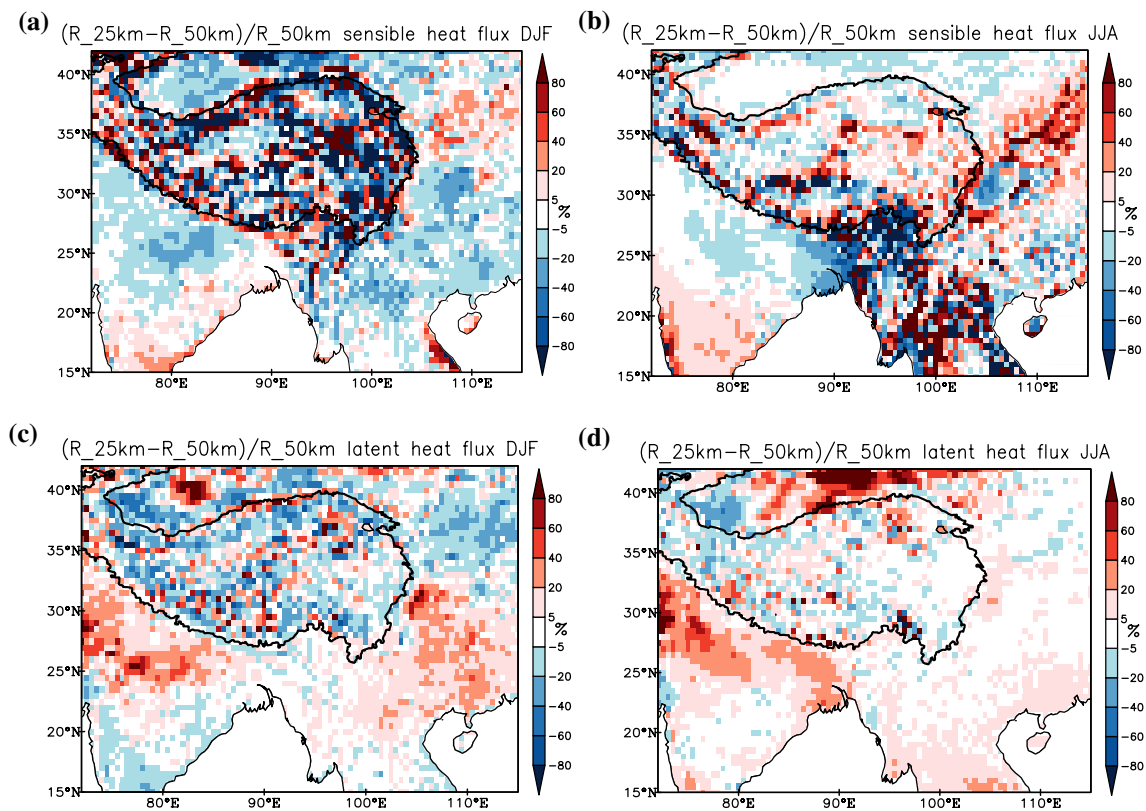 (a)
(R_25km−R_50km)/R_50km sensible heat flux DJF
40°N
35°N
30°N
25°N
20°N
15°N
80°E
90°E
100°E
110°E
80
60
40
20
5
%
−5
−20
−40
−60
−80
(b)
(R_25km−R_50km)/R_50km sensible heat flux JJA
40°N
35°N
30°N
25°N
20°N
15°N
80°E
90°E
100°E
110°E
80
60
40
20
5
%
−5
−20
−40
−60
−80
(c)
(R_25km−R_50km)/R_50km latent heat flux DJF
40°N
35°N
30°N
25°N
20°N
15°N
80°E
90°E
100°E
110°E
80
60
40
20
5
%
−5
−20
−40
−60
−80
(d)
(R_25km−R_50km)/R_50km latent heat flux JJA
40°N
35°N
30°N
25°N
20°N
15°N
80°E
90°E
100°E
110°E
80
60
40
20
5
%
−5
−20
−40
−60
−80